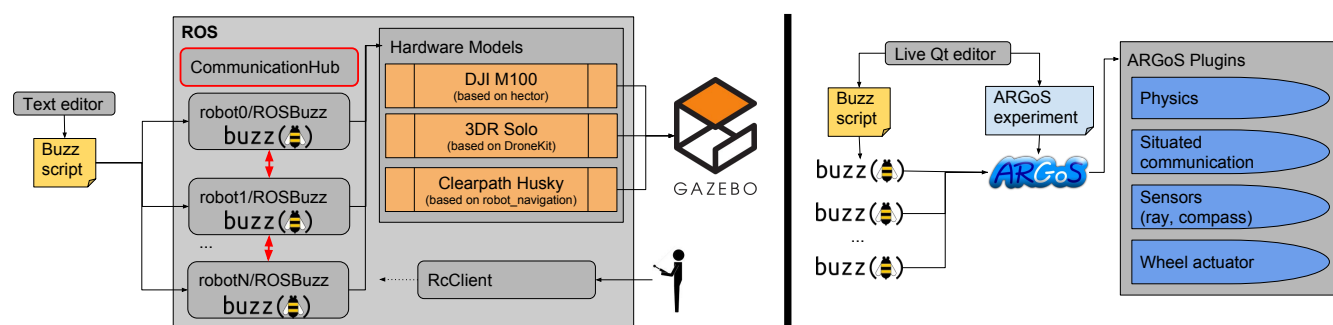 ROS
CommunicationHub
Text editor
Buzz
script
robot0/ROSBuzz
buzz( )
robot1/ROSBuzz
buzz( )
...
robotN/ROSBuzz
buzz( )
Hardware Models
DJI M100
(based on hector)
3DR Solo
(based on DroneKit)
Clearpath Husky
(based on robot_navigation)
GAZEBO
RcClient
Live Qt editor
Buzz
script
ARGoS
experiment
buzz( )
buzz( )
...
buzz( )
ARGoS
ARGoS Plugins
Physics
Situated
communication
Sensors
(ray, compass)
Wheel actuator